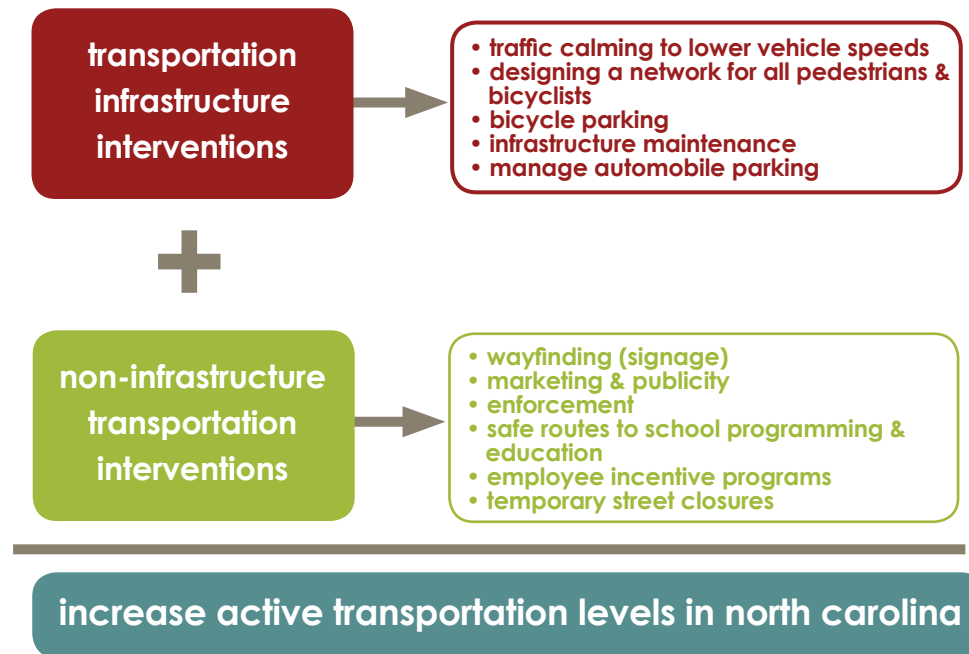 transportation
infrastructure
interventions
• traffic calming to lower vehicle speeds
• designing a network for all pedestrians &
bicyclists
• bicycle parking
• infrastructure maintenance
• manage automobile parking
+
non-infrastructure
transportation
interventions
• wayfinding (signage)
• marketing & publicity
• enforcement
• safe routes to school programming &
education
• employee incentive programs
• temporary street closures
increase active transportation levels in north carolina